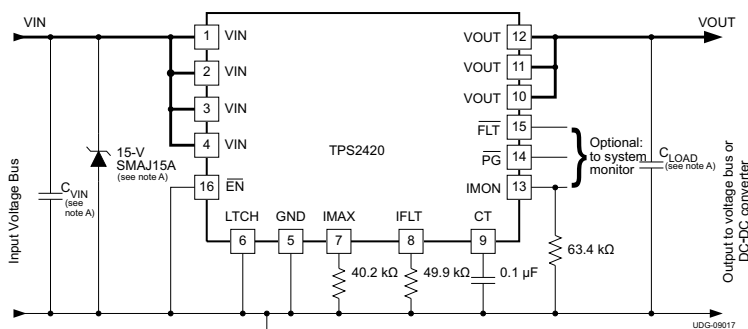 VIN
VOUT
1
VIN
VOUT
12
2
VIN
VOUT
11
3
VIN
VOUT
10
4
VIN
TPS2420
FLT
15
PG
14
16
EN
IMON
13
Optional:
to system
monitor
LTCH
GND
IMAX
IFLT
CT
6
5
7
8
9
15-V
SMAJ15A
(see note A)
CVIN
(see
note A)
CLOAD
(see note A)
40.2 kΩ
49.9 kΩ
0.1 µF
63.4 kΩ
Input Voltage Bus
Output to voltage bus or
DC-DC converter
UDG-09017